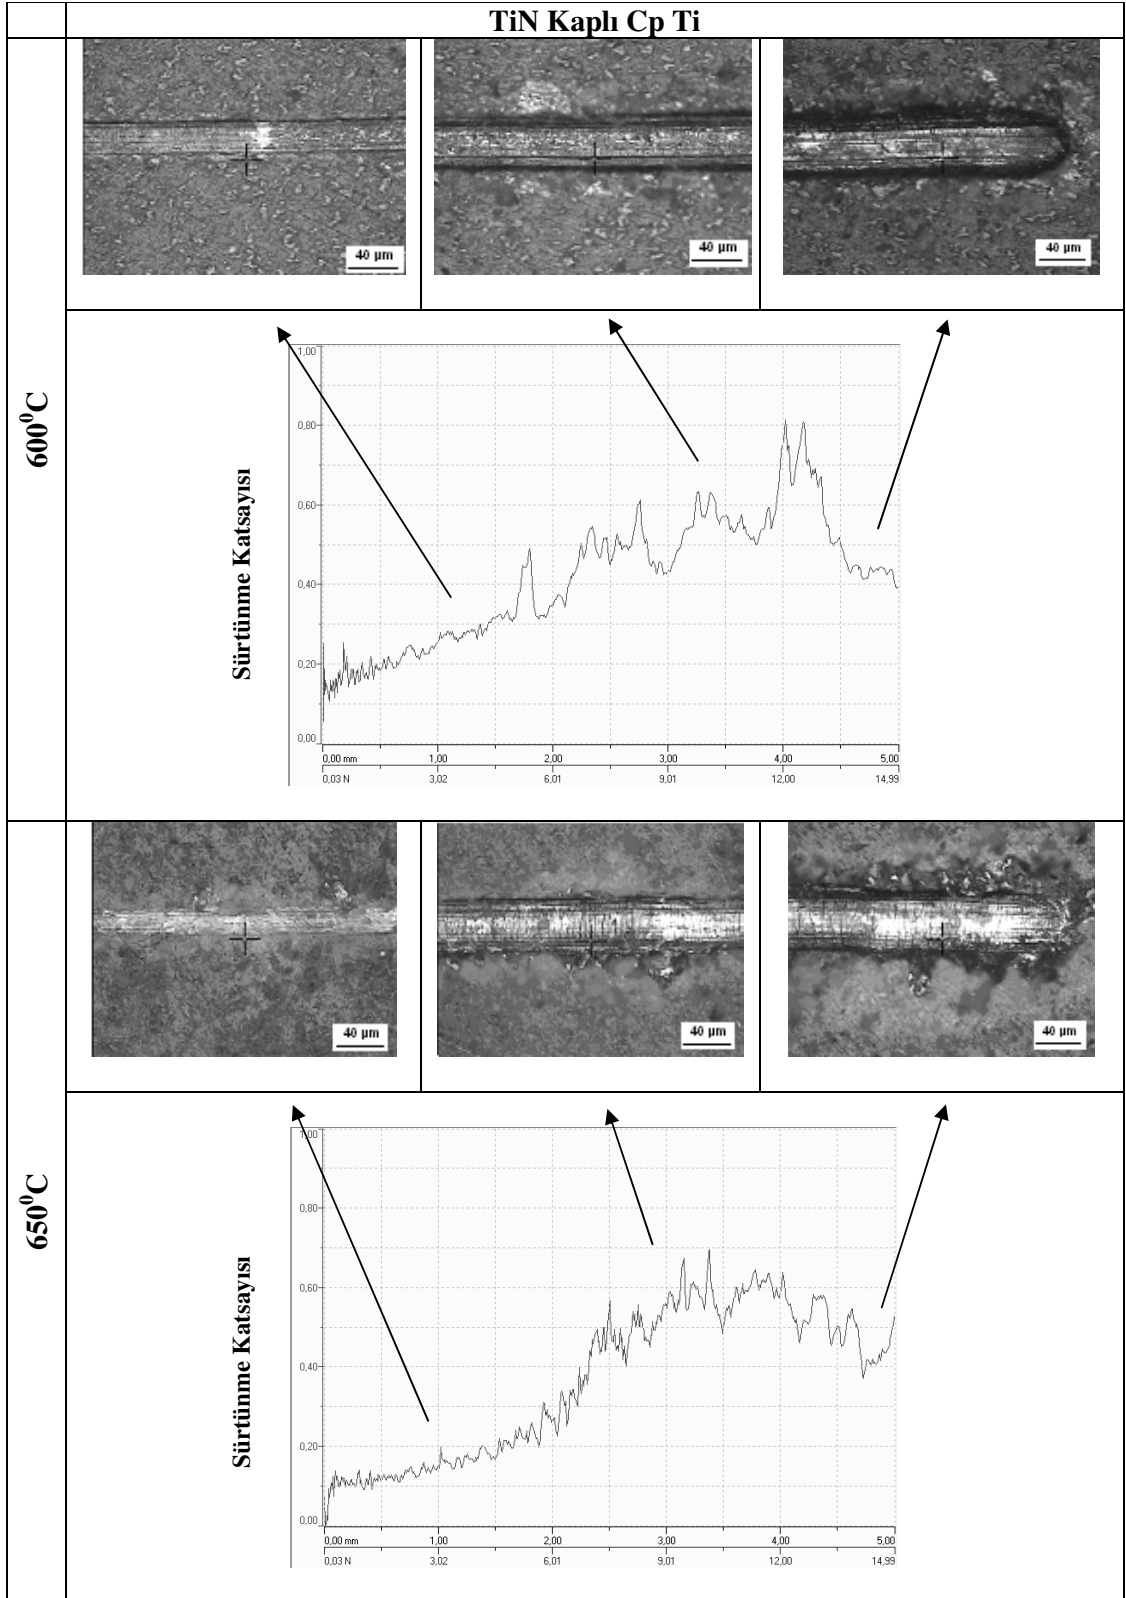 TiN Kaplı Cp Ti
600⁰C
40 µm
40 µm
40 µm
Sürtünme Katsayısı
1,00
0,80
0,60
0,40
0,20
0,00
0,00 mm 1,00 2,00 3,00 4,00 5,00
0,03 N 3,02 6,01 9,01 12,00 14,99
650⁰C
40 µm
40 µm
40 µm
Sürtünme Katsayısı
1,00
0,80
0,60
0,40
0,20
0,00
0,00 mm 1,00 2,00 3,00 4,00 5,00
0,03 N 3,02 6,01 9,01 12,00 14,99